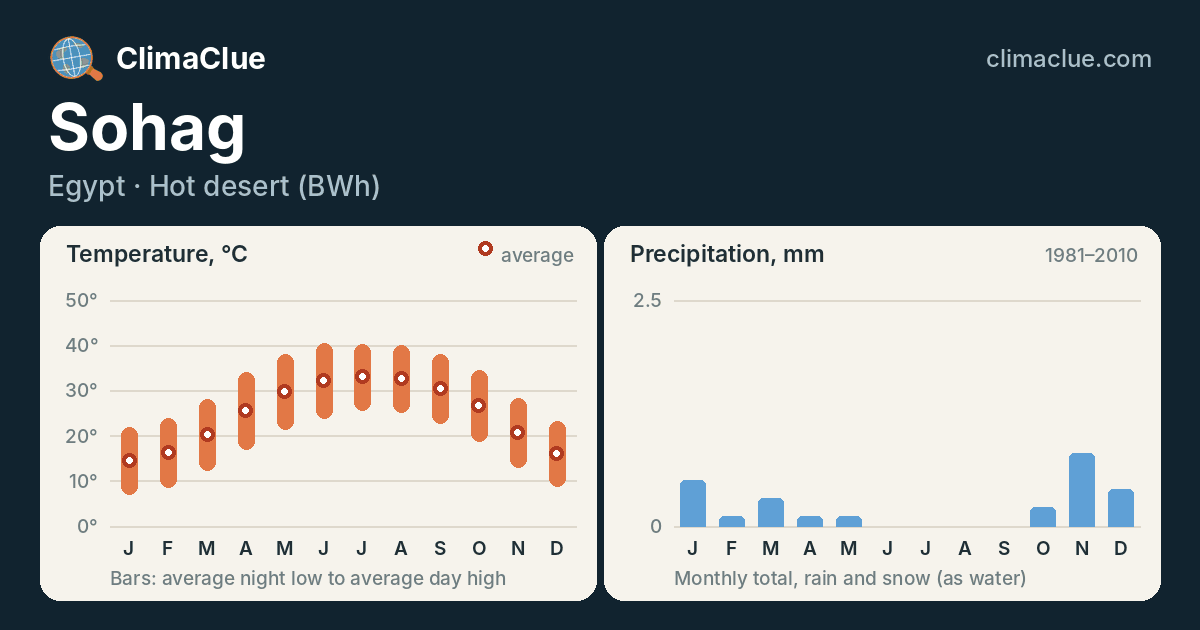 ClimaClue
climaclue.com
Sohag
Egypt · Hot desert (BWh)
Temperature, °C
average
50°
40°
30°
20°
10°
0°
J F M A M J J A S O N D
Bars: average night low to average day high
Precipitation, mm
1981–2010
2.5
0
J F M A M J J A S O N D
Monthly total, rain and snow (as water)